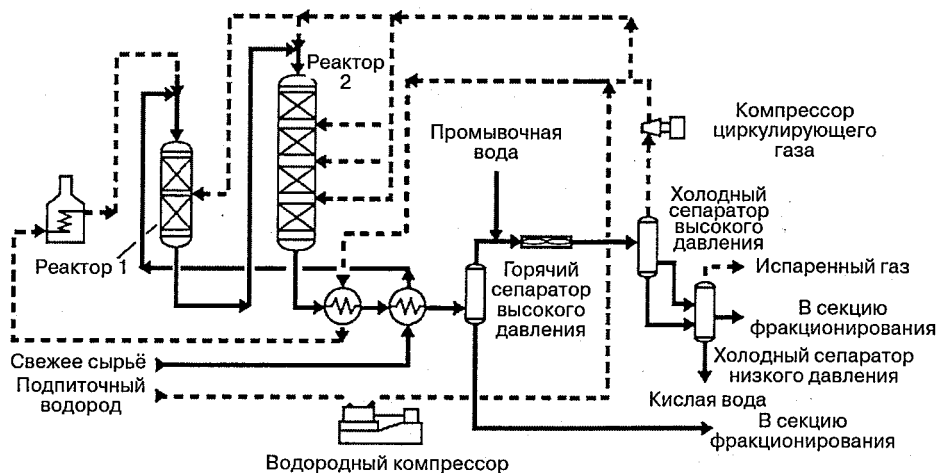 Реактор
2
Промывочная
вода
Компрессор
циркулирующего
газа
Холодный
сепаратор
высокого
давления
Реактор 1
Горячий
сепаратор
высокого
давления
Испаренный газ
В секцию
фракционирования
Холодный сепаратор
низкого давления
Свежее сырьё
Подпиточный
водород
Кислая вода
В секцию
фракционирования
Водородный компрессор